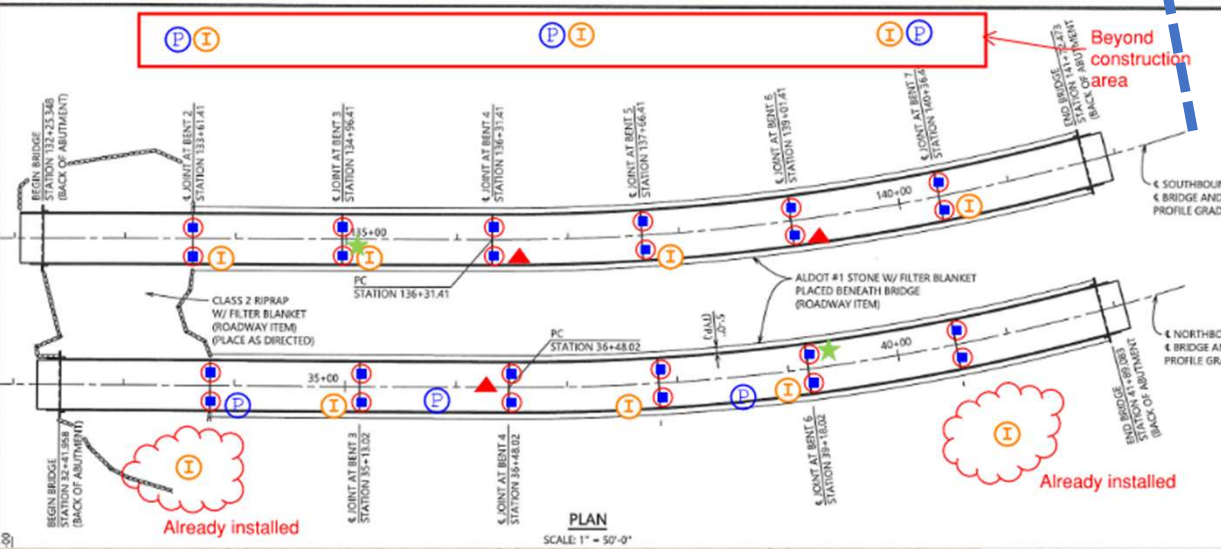 P I
P I
I P
Beyond
construction
area
BEGIN BRIDGE
STATION 132+25.348
(BACK OF ABUTMENT)
℄ JOINT AT BENT 2
STATION 133+61.41
℄ JOINT AT BENT 3
STATION 134+96.41
℄ JOINT AT BENT 4
STATION 136+31.41
℄ JOINT AT BENT 5
STATION 137+66.41
℄ JOINT AT BENT 6
STATION 139+01.41
℄ JOINT AT BENT 7
STATION 140+36.4
END BRIDGE
STATION 141+
(BACK OF ABUTMENT)
I
135+00
I
I
140+00
I
℄ SOUTHBOUN
℄ BRIDGE AND
PROFILE GRAD
PC
STATION 136+31.41
CLASS 2 RIPRAP
W/ FILTER BLANKET
(ROADWAY ITEM)
(PLACE AS DIRECTED)
ALDOT #1 STONE W/ FILTER BLANKET
PLACED BENEATH BRIDGE
(ROADWAY ITEM)
5'-0"
(TYP.)
PC
STATION 36+48.02
35+00
40+00
℄ NORTHBO
℄ BRIDGE A
PROFILE GRA
P
I
P
I
P
I
BEGIN BRIDGE
STATION 32+41.958
(BACK OF ABUTMENT)
I
Already installed
℄ JOINT AT BENT 3
STATION 35+13.02
℄ JOINT AT BENT 4
STATION 36+48.02
℄ JOINT AT BENT 6
STATION 39+18.02
I
Already installed
END BRIDGE
STATION 41+89.083
(BACK OF ABUTMENT)
PLAN
SCALE: 1" = 50'-0"